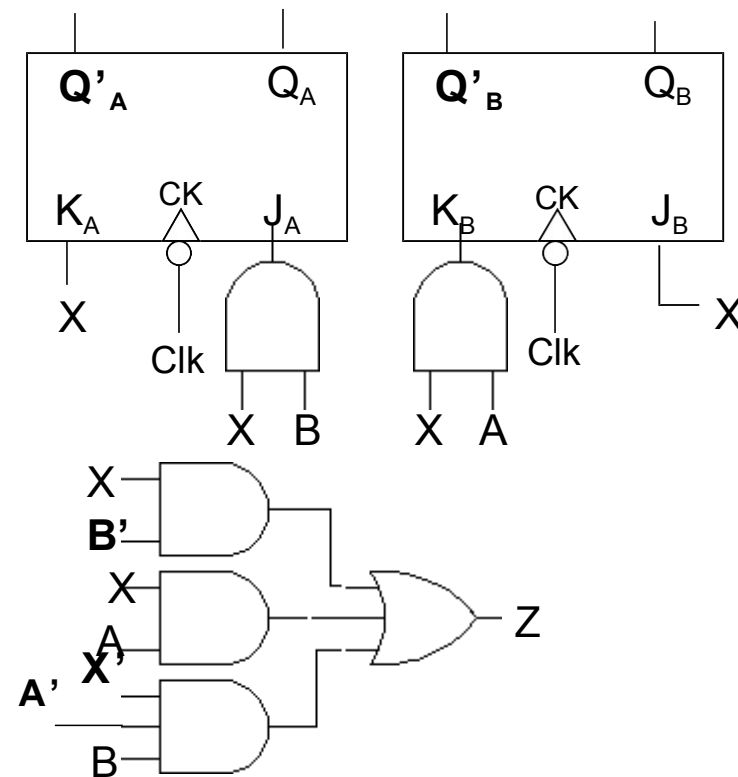 Q’A QA Q’B QB
KA CK JA KB CK JB
X Clk Clk X
X B X A
X
B’
X
A
X’
A’
B
Z